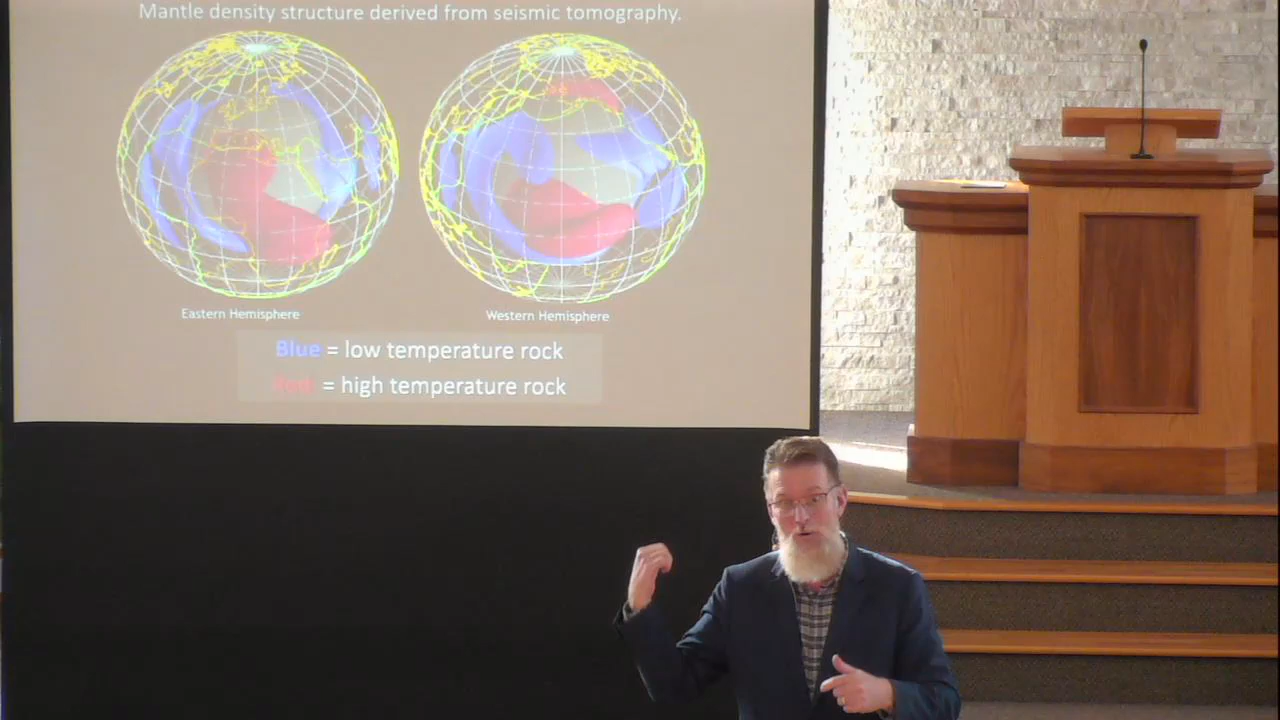 Mantle density structure derived from seismic tomography.
Eastern Hemisphere
Western Hemisphere
Blue = low temperature rock
Red = high temperature rock